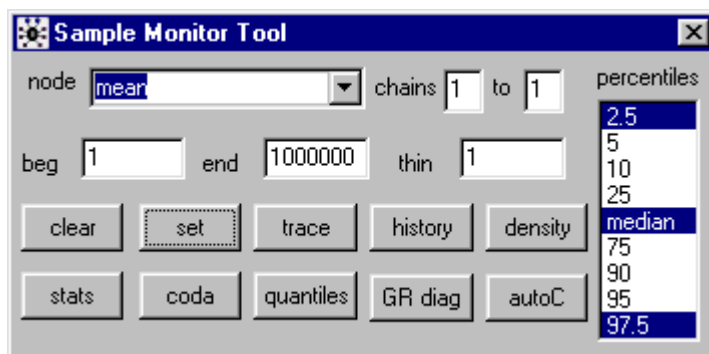 Sample Monitor Tool
node mean chains 1 to 1 percentiles
beg 1 end 1000000 thin 1
clear set trace history density
stats coda quantiles GR diag autoC
2.5
5
10
25
median
75
90
95
97.5